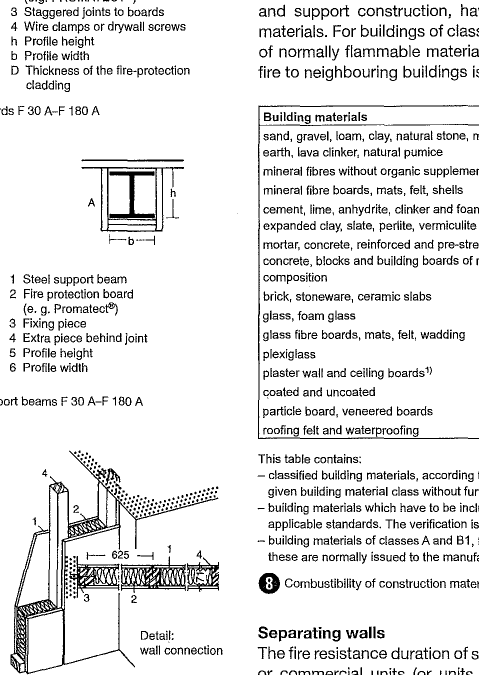 3 Staggered joints to boards
4 Wire clamps or drywall screws
h Profile height
b Profile width
D Thickness of the fire-protection
cladding
rds F 30 A–F 180 A
A
h
b
1 Steel support beam
2 Fire protection board
(e. g. Promatect®)
3 Fixing piece
4 Extra piece behind joint
5 Profile height
6 Profile width
port beams F 30 A–F 180 A
4
2
1
625
1
4
3
2
Detail:
wall connection
and support construction, hav
materials. For buildings of class
of normally flammable material
fire to neighbouring buildings is
Building materials
sand, gravel, loam, clay, natural stone, m
earth, lava clinker, natural pumice
mineral fibres without organic supplemen
mineral fibre boards, mats, felt, shells
cement, lime, anhydrite, clinker and foam
expanded clay, slate, perlite, vermiculite
mortar, concrete, reinforced and pre-stre
concrete, blocks and building boards of m
composition
brick, stoneware, ceramic slabs
glass, foam glass
glass fibre boards, mats, felt, wadding
plexiglass
plaster wall and ceiling boards1)
coated and uncoated
particle board, veneered boards
roofing felt and waterproofing
This table contains:
– classified building materials, according t
given building material class without fur
– building materials which have to be inclu
applicable standards. The verification is
– building materials of classes A and B1,
these are normally issued to the manufa
8 Combustibility of construction mater
Separating walls
The fire resistance duration of s
or commercial units (or units